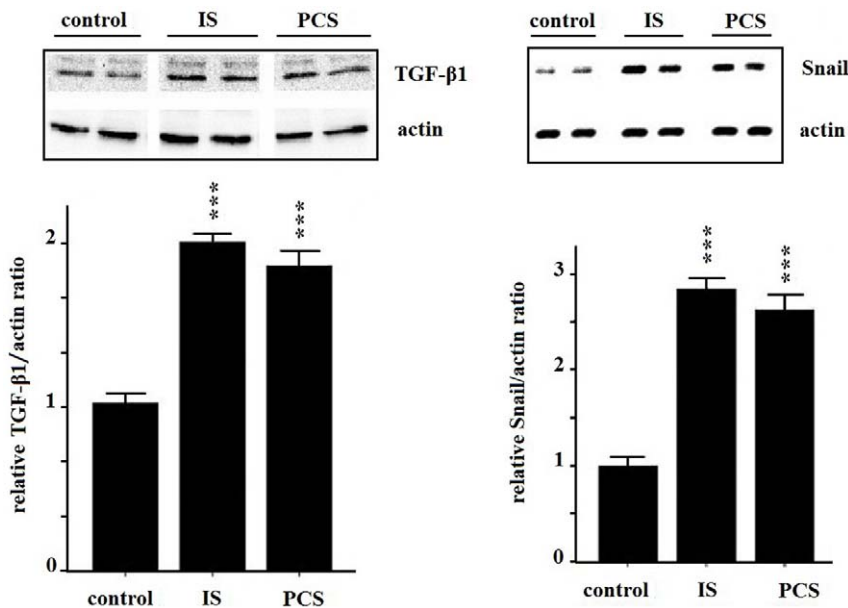 control IS PCS
TGF-β1
actin
relative TGF-β1/actin ratio
2
1
0
***
***
control IS PCS
control IS PCS
Snail
actin
relative Snail/actin ratio
3
2
1
0
***
***
control IS PCS